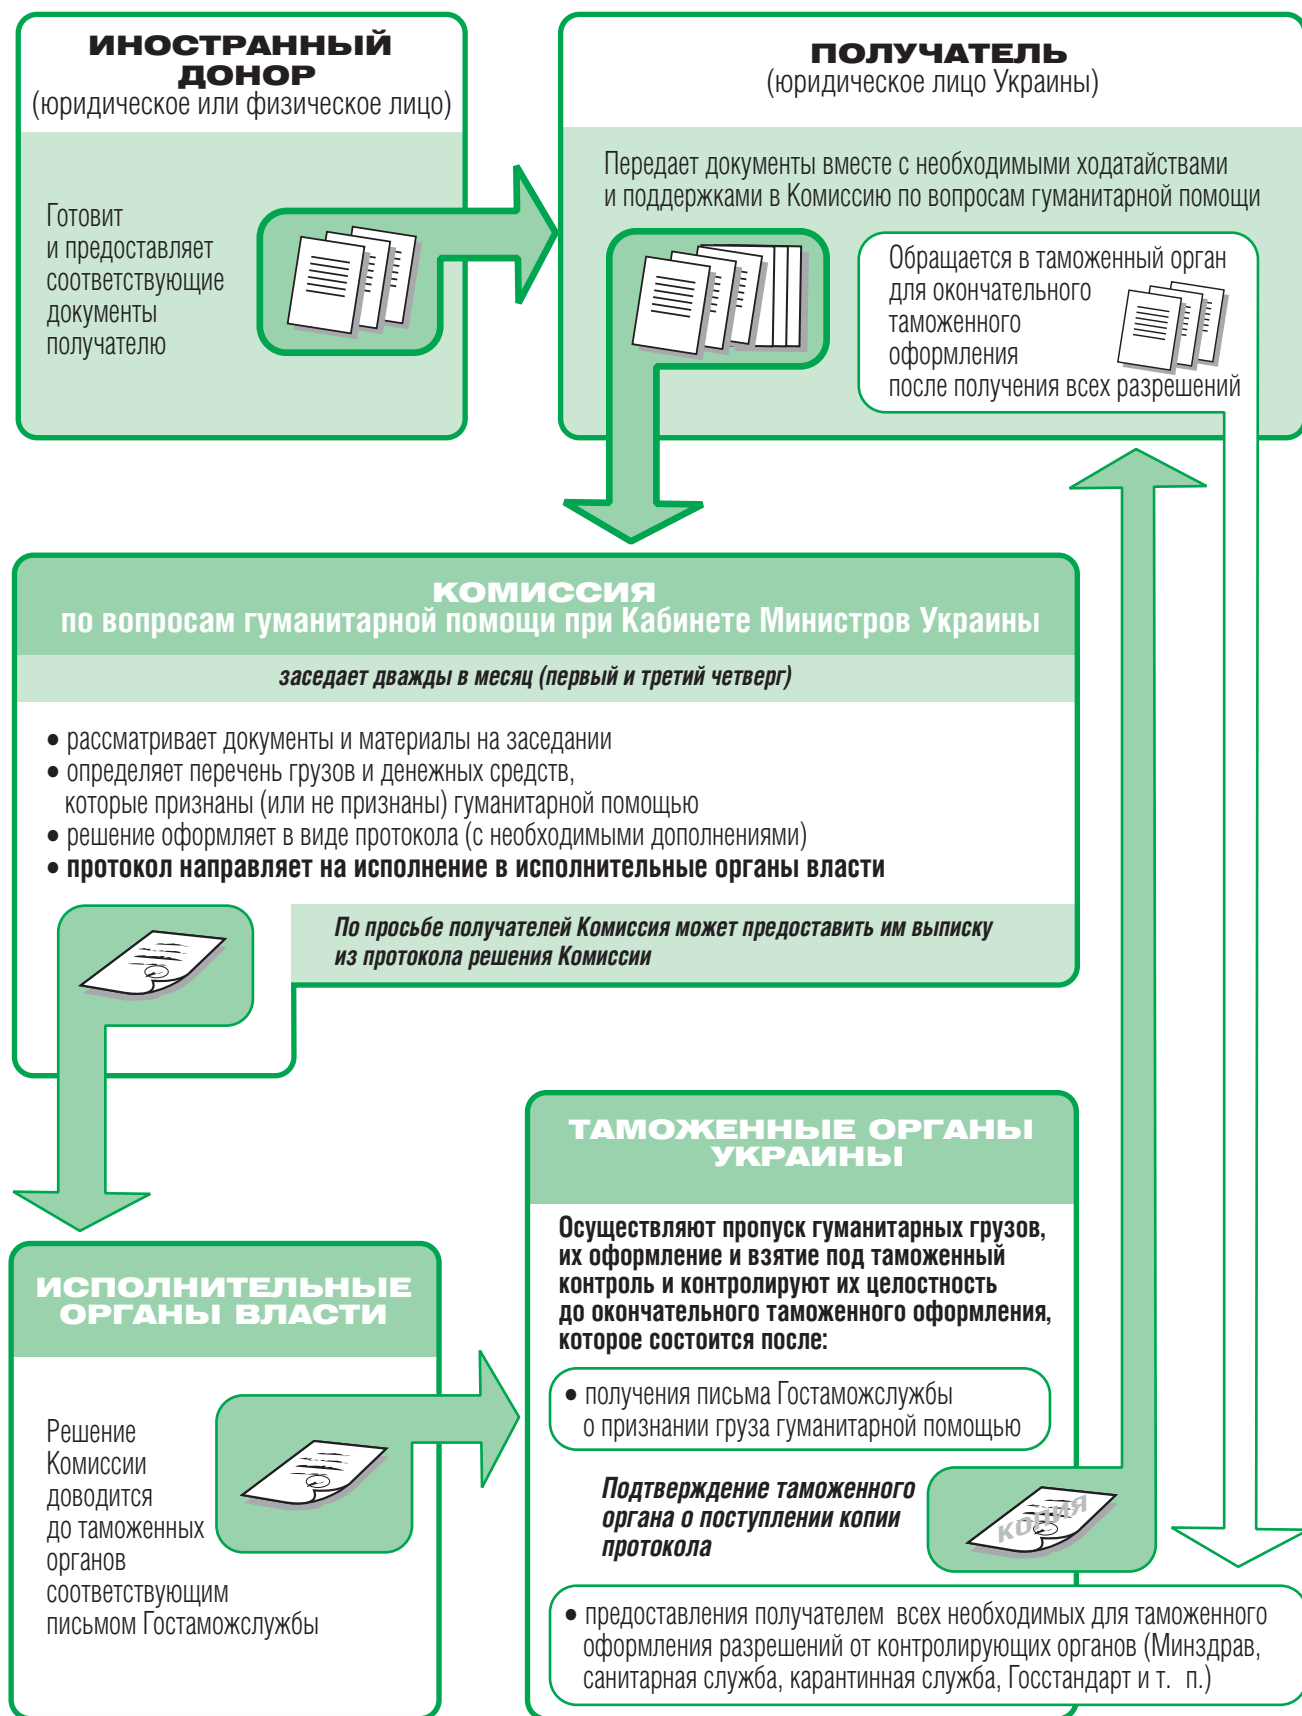 ИНОСТРАННЫЙ
ДОНОР
(юридическое или физическое лицо)
Готовит
и предоставляет
соответствующие
документы
получателю
ПОЛУЧАТЕЛЬ
(юридическое лицо Украины)
Передает документы вместе с необходимыми ходатайствами
и поддержками в Комиссию по вопросам гуманитарной помощи
Обращается в таможенный орган
для окончательного
таможенного
оформления
после получения всех разрешений
КОМИССИЯ
по вопросам гуманитарной помощи при Кабинете Министров Украины
заседает дважды в месяц (первый и третий четверг)
• рассматривает документы и материалы на заседании
• определяет перечень грузов и денежных средств,
которые признаны (или не признаны) гуманитарной помощью
• решение оформляет в виде протокола (с необходимыми дополнениями)
• протокол направляет на исполнение в исполнительные органы власти
По просьбе получателей Комиссия может предоставить им выписку
из протокола решения Комиссии
ИСПОЛНИТЕЛЬНЫЕ
ОРГАНЫ ВЛАСТИ
Решение
Комиссии
доводится
до таможенных
органов
соответствующим
письмом Гостаможслужбы
ТАМОЖЕННЫЕ ОРГАНЫ
УКРАИНЫ
Осуществляют пропуск гуманитарных грузов,
их оформление и взятие под таможенный
контроль и контролируют их целостность
до окончательного таможенного оформления,
которое состоится после:
• получения письма Гостаможслужбы
о признании груза гуманитарной помощью
Подтверждение таможенного
органа о поступлении копии
протокола
КОПИЯ
• предоставления получателем всех необходимых для таможенного
оформления разрешений от контролирующих органов (Минздрав,
санитарная служба, карантинная служба, Госстандарт и т. п.)